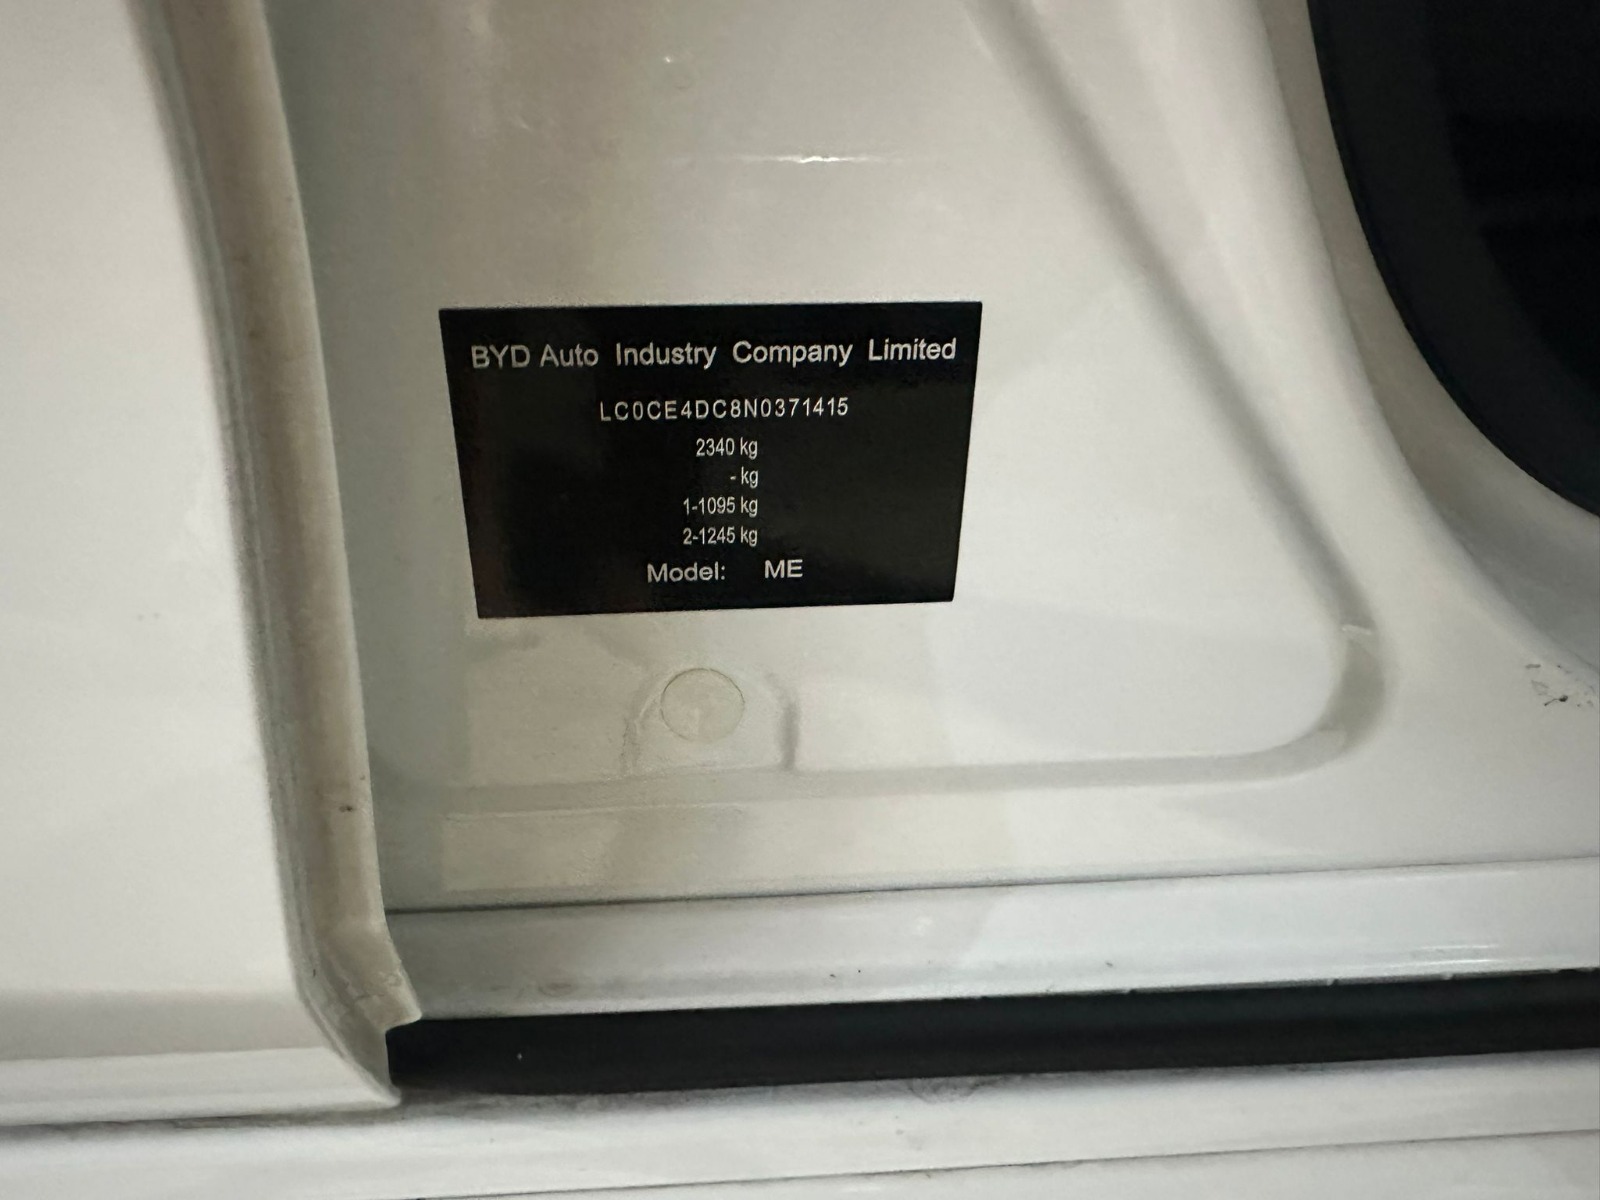 BYD Auto Industry Company Limited
LC0CE4DC8N0371415
2340 kg
- kg
1-1095 kg
2-1245 kg
Model: ME